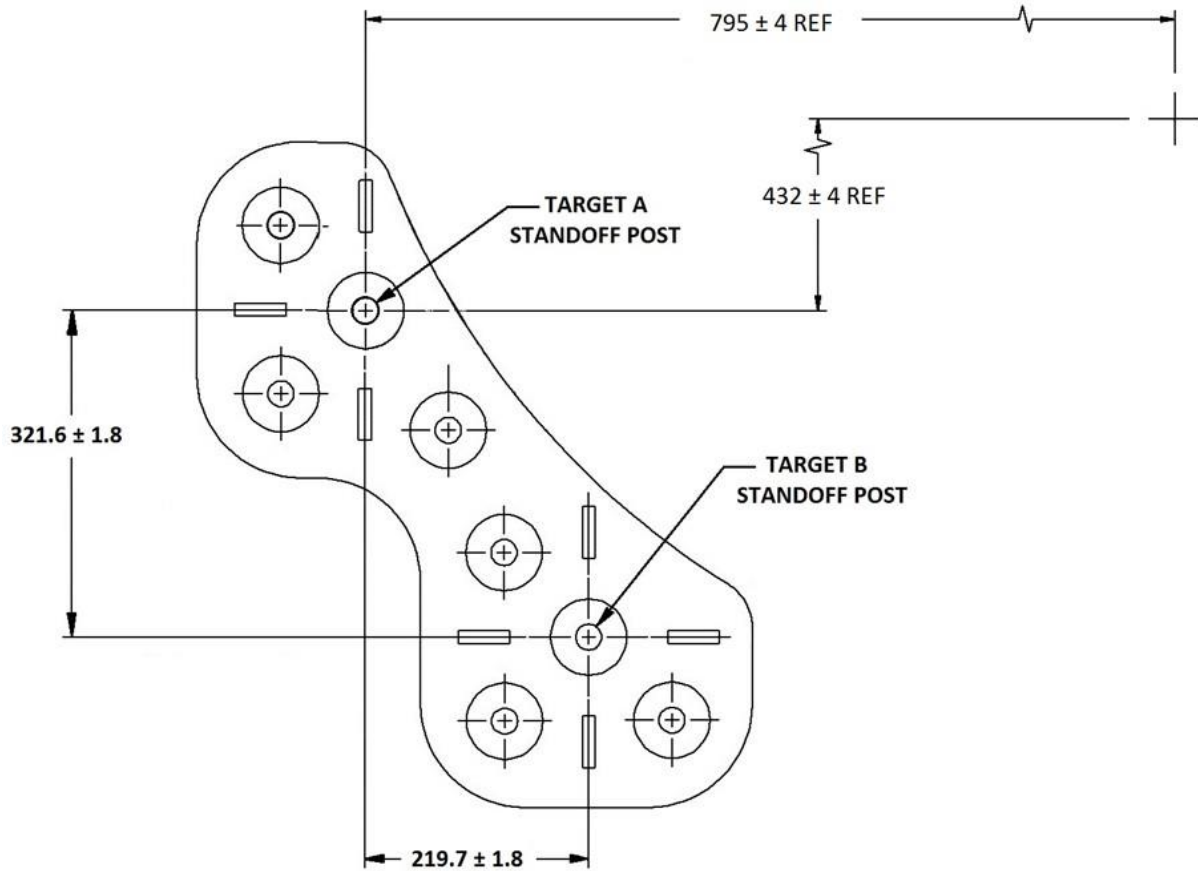 795 ± 4 REF
432 ± 4 REF
TARGET A
STANDOFF POST
321.6 ± 1.8
TARGET B
STANDOFF POST
219.7 ± 1.8